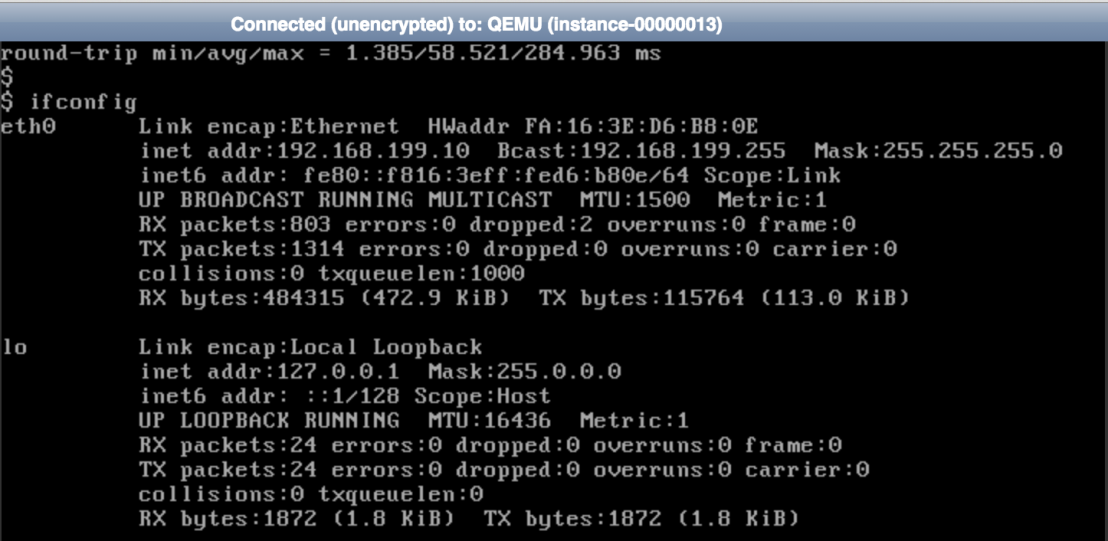 Connected (unencrypted) to: QEMU (instance-00000013)
round-trip min/avg/max = 1.385/58.521/284.963 ms
$
$ ifconfig
eth0      Link encap:Ethernet  HWaddr FA:16:3E:D6:B8:0E
          inet addr:192.168.199.10  Bcast:192.168.199.255  Mask:255.255.255.0
          inet6 addr: fe80::f816:3eff:fed6:b80e/64 Scope:Link
          UP BROADCAST RUNNING MULTICAST  MTU:1500  Metric:1
          RX packets:803 errors:0 dropped:2 overruns:0 frame:0
          TX packets:1314 errors:0 dropped:0 overruns:0 carrier:0
          collisions:0 txqueuelen:1000
          RX bytes:484315 (472.9 KiB)  TX bytes:115764 (113.0 KiB)

lo        Link encap:Local Loopback
          inet addr:127.0.0.1  Mask:255.0.0.0
          inet6 addr: ::1/128 Scope:Host
          UP LOOPBACK RUNNING  MTU:16436  Metric:1
          RX packets:24 errors:0 dropped:0 overruns:0 frame:0
          TX packets:24 errors:0 dropped:0 overruns:0 carrier:0
          collisions:0 txqueuelen:0
          RX bytes:1872 (1.8 KiB)  TX bytes:1872 (1.8 KiB)